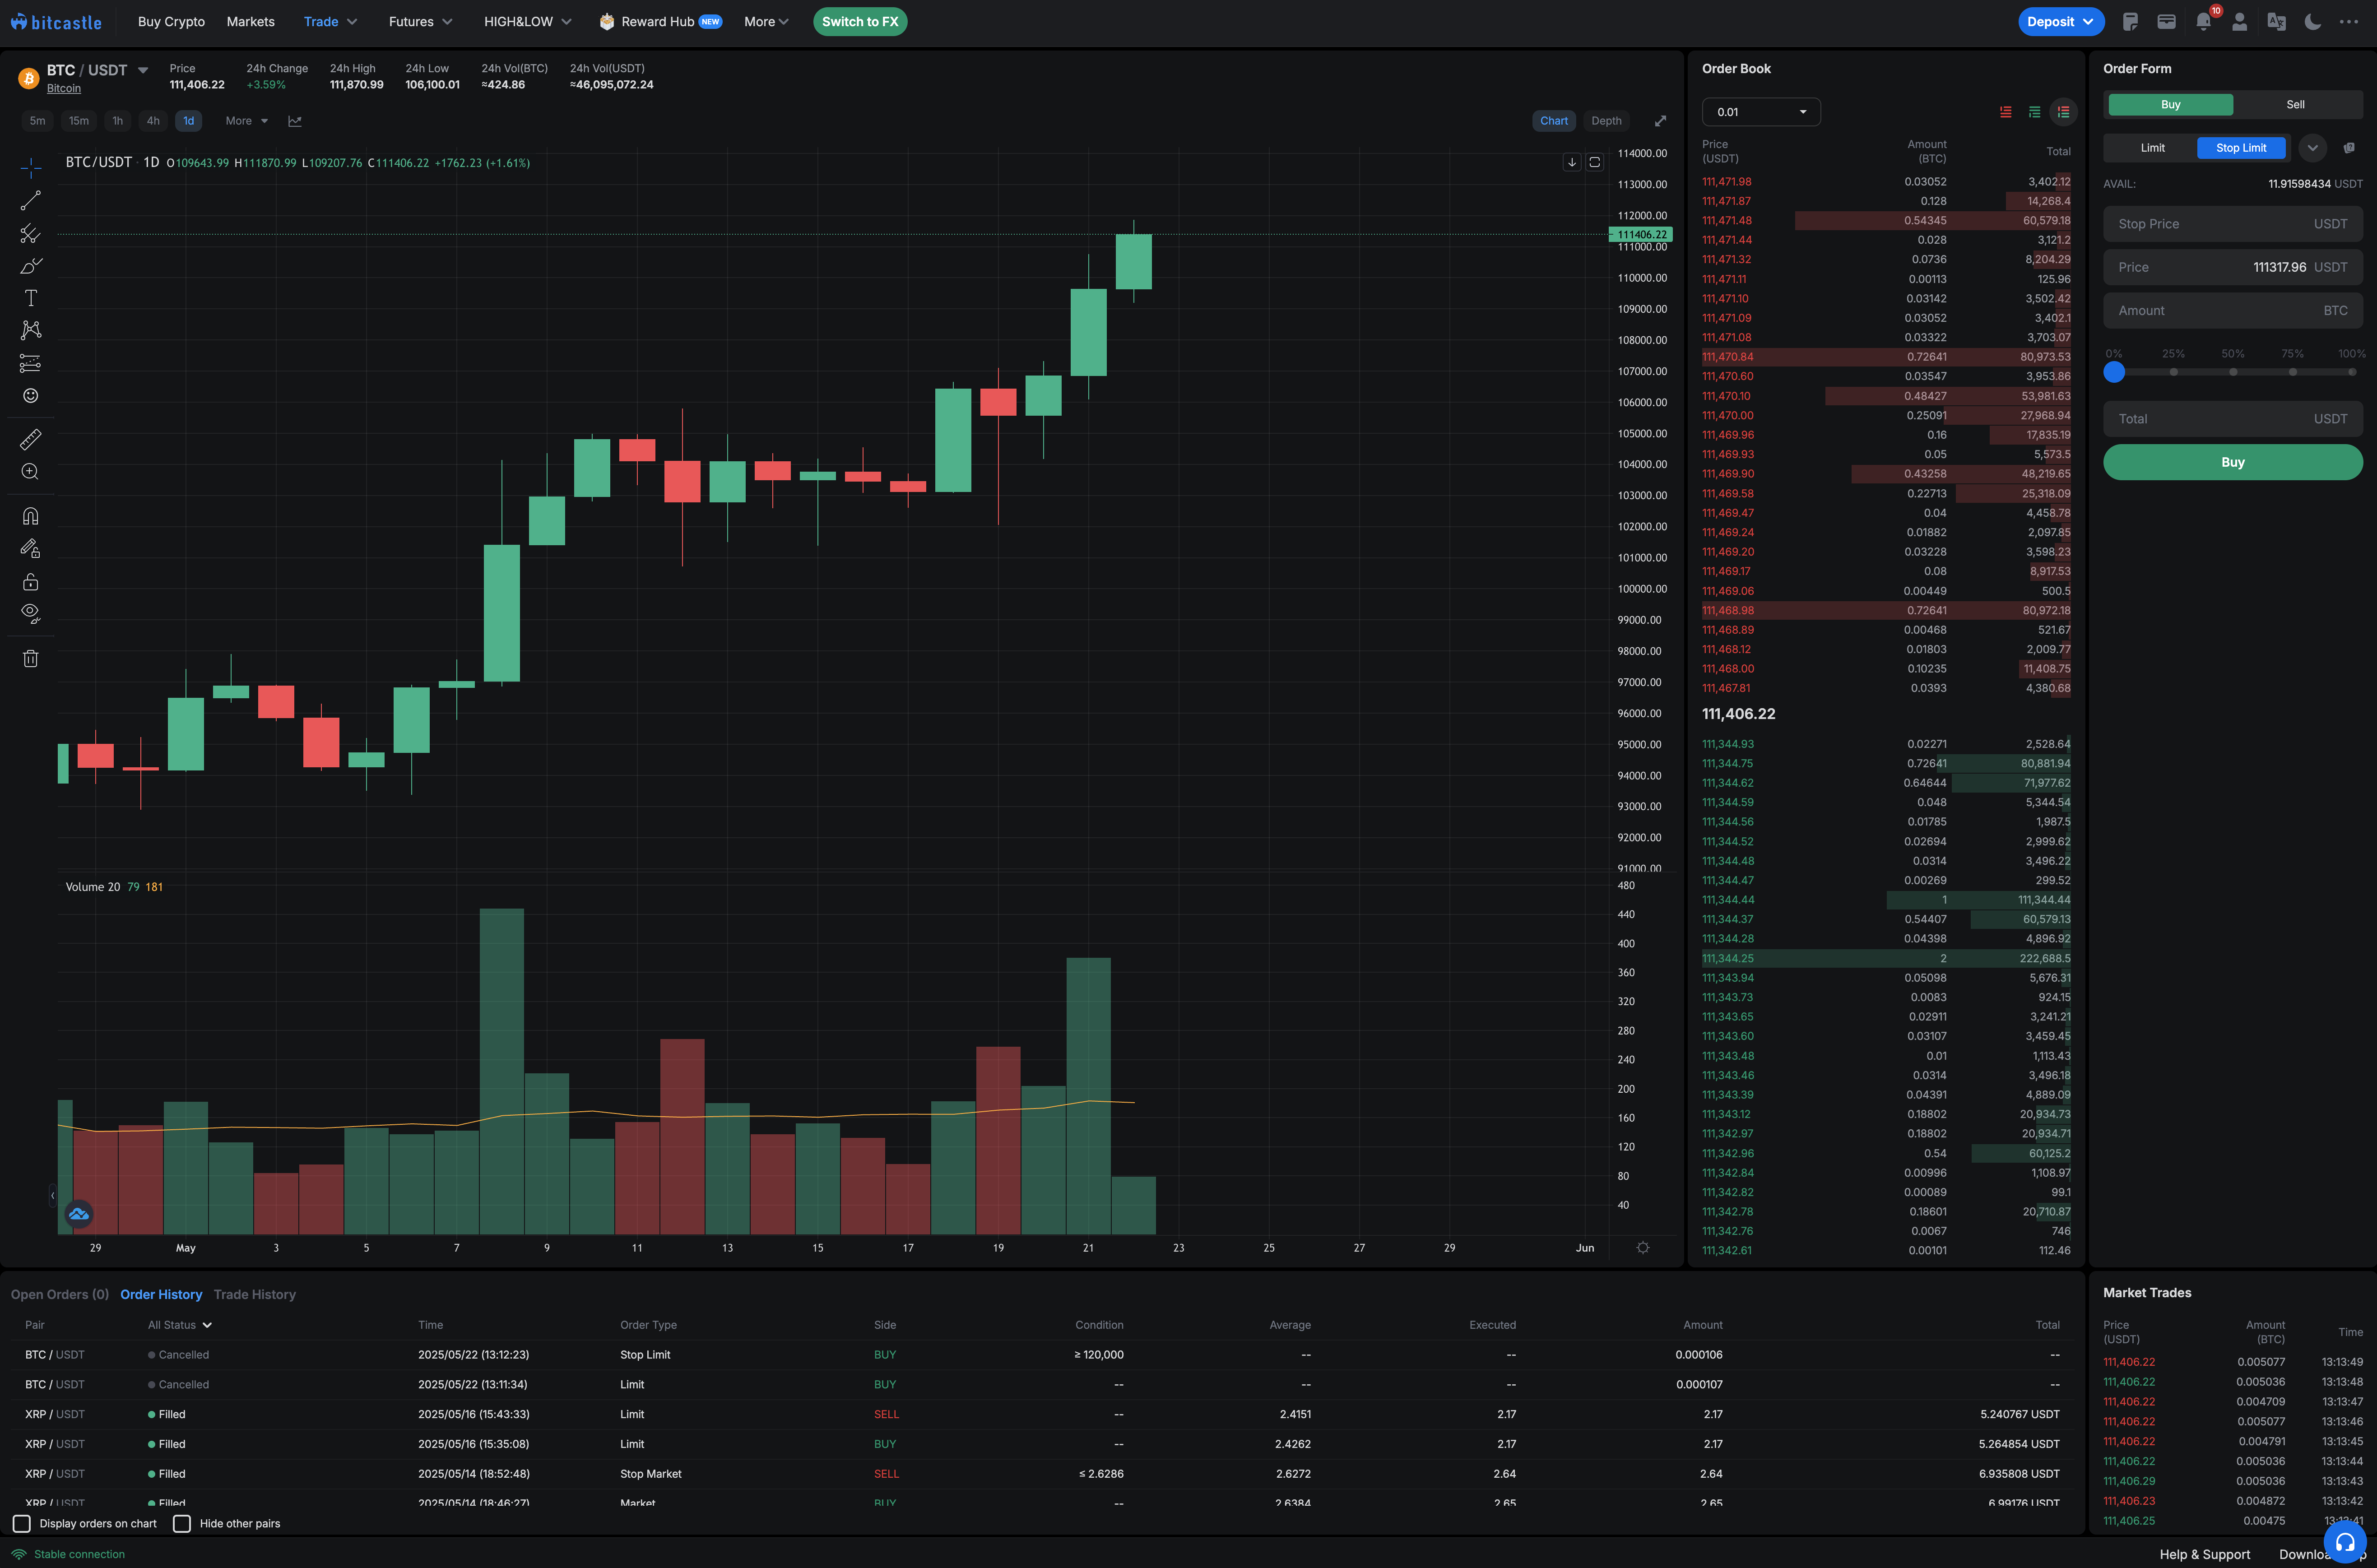 bitcastle Buy Crypto Markets Trade Futures HIGH&LOW Reward Hub NEW More Switch to FX Deposit 10
BTC / USDT
Bitcoin
Price 24h Change 24h High 24h Low 24h Vol(BTC) 24h Vol(USDT)
111,406.22 +3.59% 111,870.99 106,100.01 ≈424.86 ≈46,095,072.24
5m 15m 1h 4h 1d More Chart Depth
BTC/USDT · 1D O109643.99 H111870.99 L109207.76 C111406.22 +1762.23 (+1.61%)
114000.00
113000.00
112000.00
111406.22
111000.00
110000.00
109000.00
108000.00
107000.00
106000.00
105000.00
104000.00
103000.00
102000.00
101000.00
100000.00
99000.00
98000.00
97000.00
96000.00
95000.00
94000.00
93000.00
92000.00
91000.00
Volume 20 79 181
480
440
400
360
320
280
240
200
160
120
80
40
29 May 3 5 7 9 11 13 15 17 19 21 23 25 27 29 Jun
Order Book
0.01
Price (USDT) Amount (BTC) Total
111,471.98 0.03052 3,402.12
111,471.87 0.128 14,268.4
111,471.48 0.54345 60,579.18
111,471.44 0.028 3,121.2
111,471.32 0.0736 8,204.29
111,471.11 0.00113 125.96
111,471.10 0.03142 3,502.42
111,471.09 0.03052 3,402.1
111,471.08 0.03322 3,703.07
111,470.84 0.72641 80,973.53
111,470.60 0.03547 3,953.86
111,470.10 0.48427 53,981.63
111,470.00 0.25091 27,968.94
111,469.96 0.16 17,835.19
111,469.93 0.05 5,573.5
111,469.90 0.43258 48,219.65
111,469.58 0.22713 25,318.09
111,469.47 0.04 4,458.78
111,469.24 0.01882 2,097.85
111,469.20 0.03228 3,598.23
111,469.17 0.08 8,917.53
111,469.06 0.00449 500.5
111,468.98 0.72641 80,972.18
111,468.89 0.00468 521.67
111,468.12 0.01803 2,009.77
111,468.00 0.10235 11,408.75
111,467.81 0.0393 4,380.68
111,406.22
111,344.93 0.02271 2,528.64
111,344.75 0.72641 80,881.94
111,344.62 0.64644 71,977.62
111,344.59 0.048 5,344.54
111,344.56 0.01785 1,987.5
111,344.52 0.02694 2,999.62
111,344.48 0.0314 3,496.22
111,344.47 0.00269 299.52
111,344.44 1 111,344.44
111,344.37 0.54407 60,579.13
111,344.28 0.04398 4,896.92
111,344.25 2 222,688.5
111,343.94 0.05098 5,676.31
111,343.73 0.0083 924.15
111,343.65 0.02911 3,241.21
111,343.60 0.03107 3,459.45
111,343.48 0.01 1,113.43
111,343.46 0.0314 3,496.18
111,343.39 0.04391 4,889.09
111,343.12 0.18802 20,934.73
111,342.97 0.18802 20,934.71
111,342.96 0.54 60,125.2
111,342.84 0.00996 1,108.97
111,342.82 0.00089 99.1
111,342.78 0.18601 20,710.87
111,342.76 0.0067 746
111,342.61 0.00101 112.46
Order Form
Buy Sell
Limit Stop Limit
AVAIL: 11.91598434 USDT
Stop Price USDT
Price 111317.96 USDT
Amount BTC
0% 25% 50% 75% 100%
Total USDT
Buy
Open Orders (0) Order History Trade History
Pair All Status Time Order Type Side Condition Average Executed Amount Total
BTC / USDT Cancelled 2025/05/22 (13:12:23) Stop Limit BUY ≥ 120,000 -- -- 0.000106 --
BTC / USDT Cancelled 2025/05/22 (13:11:34) Limit BUY -- -- -- 0.000107 --
XRP / USDT Filled 2025/05/16 (15:43:33) Limit SELL -- 2.4151 2.17 2.17 5.240767 USDT
XRP / USDT Filled 2025/05/16 (15:35:08) Limit BUY -- 2.4262 2.17 2.17 5.264854 USDT
XRP / USDT Filled 2025/05/14 (18:52:48) Stop Market SELL ≤ 2.6286 2.6272 2.64 2.64 6.935808 USDT
XRP / USDT Filled 2025/05/14 (18:46:27) Market BUY -- 2.6384 2.65 2.65 6.99176 USDT
Display orders on chart Hide other pairs
Market Trades
Price (USDT) Amount (BTC) Time
111,406.22 0.005077 13:13:49
111,406.22 0.005036 13:13:48
111,406.22 0.004709 13:13:47
111,406.22 0.005077 13:13:46
111,406.22 0.004791 13:13:45
111,406.22 0.005036 13:13:44
111,406.29 0.005036 13:13:43
111,406.23 0.004872 13:13:42
111,406.25 0.00475 13:13:41
Stable connection
Help & Support